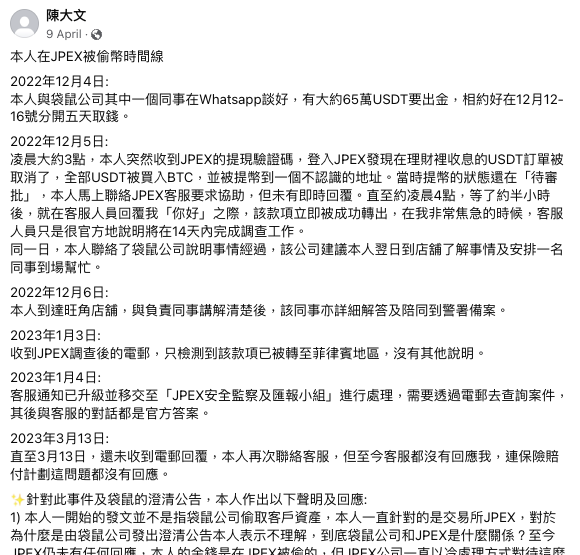 陳大文
9 April ·
本人在JPEX被偷幣時間線
2022年12月4日:
本人與袋鼠公司其中一個同事在Whatsapp談好，有大約65萬USDT要出金，相約好在12月12-
16號分開五天取錢。
2022年12月5日:
凌晨大約3點，本人突然收到JPEX的提現驗證碼，登入JPEX發現在理財裡收息的USDT訂單被
取消了，全部USDT被買入BTC，並被提幣到一個不認識的地址。當時提幣的狀態還在「待審
批」，本人馬上聯絡JPEX客服要求協助，但未有即時回覆。直至約凌晨4點，等了約半小時
後，就在客服人員回覆我「你好」之際，該款項立即被成功轉出，在我非常焦急的時候，客服
人員只是很官方地說明將在14天內完成調查工作。
同一日，本人聯絡了袋鼠公司說明事情經過，該公司建議本人翌日到店舖了解事情及安排一名
同事到場幫忙。
2022年12月6日:
本人到達旺角店舖，與負責同事講解清楚後，該同事亦詳細解答及陪同到警署備案。
2023年1月3日:
收到JPEX調查後的電郵，只檢測到該款項已被轉至菲律賓地區，沒有其他說明。
2023年1月4日:
客服通知已升級並移交至「JPEX安全監察及匯報小組」進行處理，需要透過電郵去查詢案件，
其後與客服的對話都是官方答案。
2023年3月13日:
直至3月13日，還未收到電郵回覆，本人再次聯絡客服，但至今客服都沒有回應我，連保險賠
付計劃這問題都沒有回應。
✨針對此事件及袋鼠的澄清公告，本人作出以下聲明及回應:
1) 本人一開始的發文並不是指袋鼠公司偷取客戶資產，本人一直針對的是交易所JPEX，對於
為什麼是由袋鼠公司發出澄清公告本人表示不理解，到底袋鼠公司和JPEX是什麼關係？至今
JPEX仍未有任何回應，本人的金錢是在JPEX被偷的，但JPEX公司一直以冷處理方式對待這麼